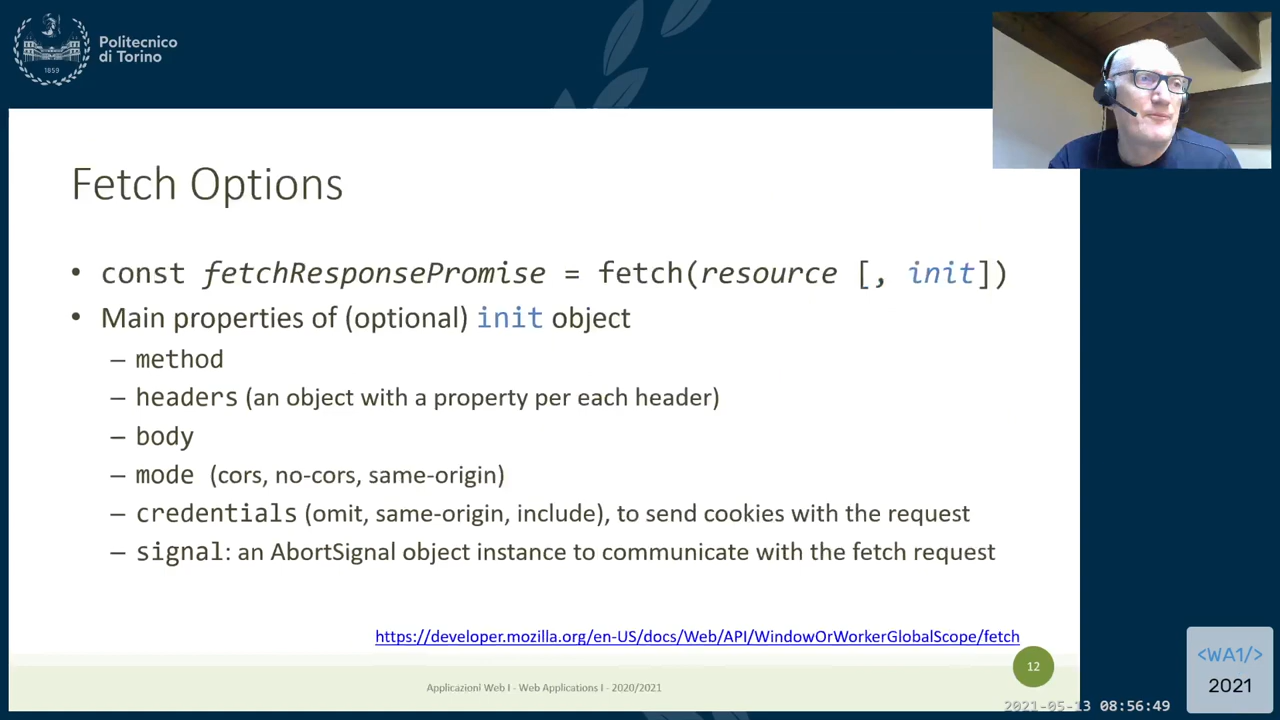 Politecnico
di Torino
1859
Fetch Options
• const fetchResponsePromise = fetch(resource [, init])
• Main properties of (optional) init object
– method
– headers (an object with a property per each header)
– body
– mode (cors, no-cors, same-origin)
– credentials (omit, same-origin, include), to send cookies with the request
– signal: an AbortSignal object instance to communicate with the fetch request
https://developer.mozilla.org/en-US/docs/Web/API/WindowOrWorkerGlobalScope/fetch
12
Applicazioni Web I - Web Applications I - 2020/2021
<WA1/>
2021
2021-05-13 08:56:49